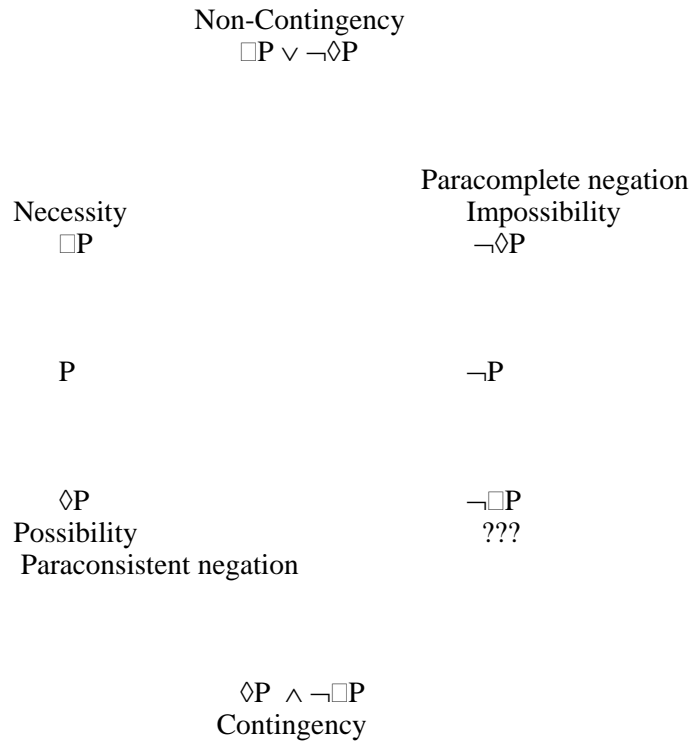 Non-Contingency
□P ∨ ¬◊P
Paracomplete negation
Necessity Impossibility
□P ¬◊P
P ¬P
◊P ¬□P
Possibility ???
Paraconsistent negation
◊P ∧ ¬□P
Contingency